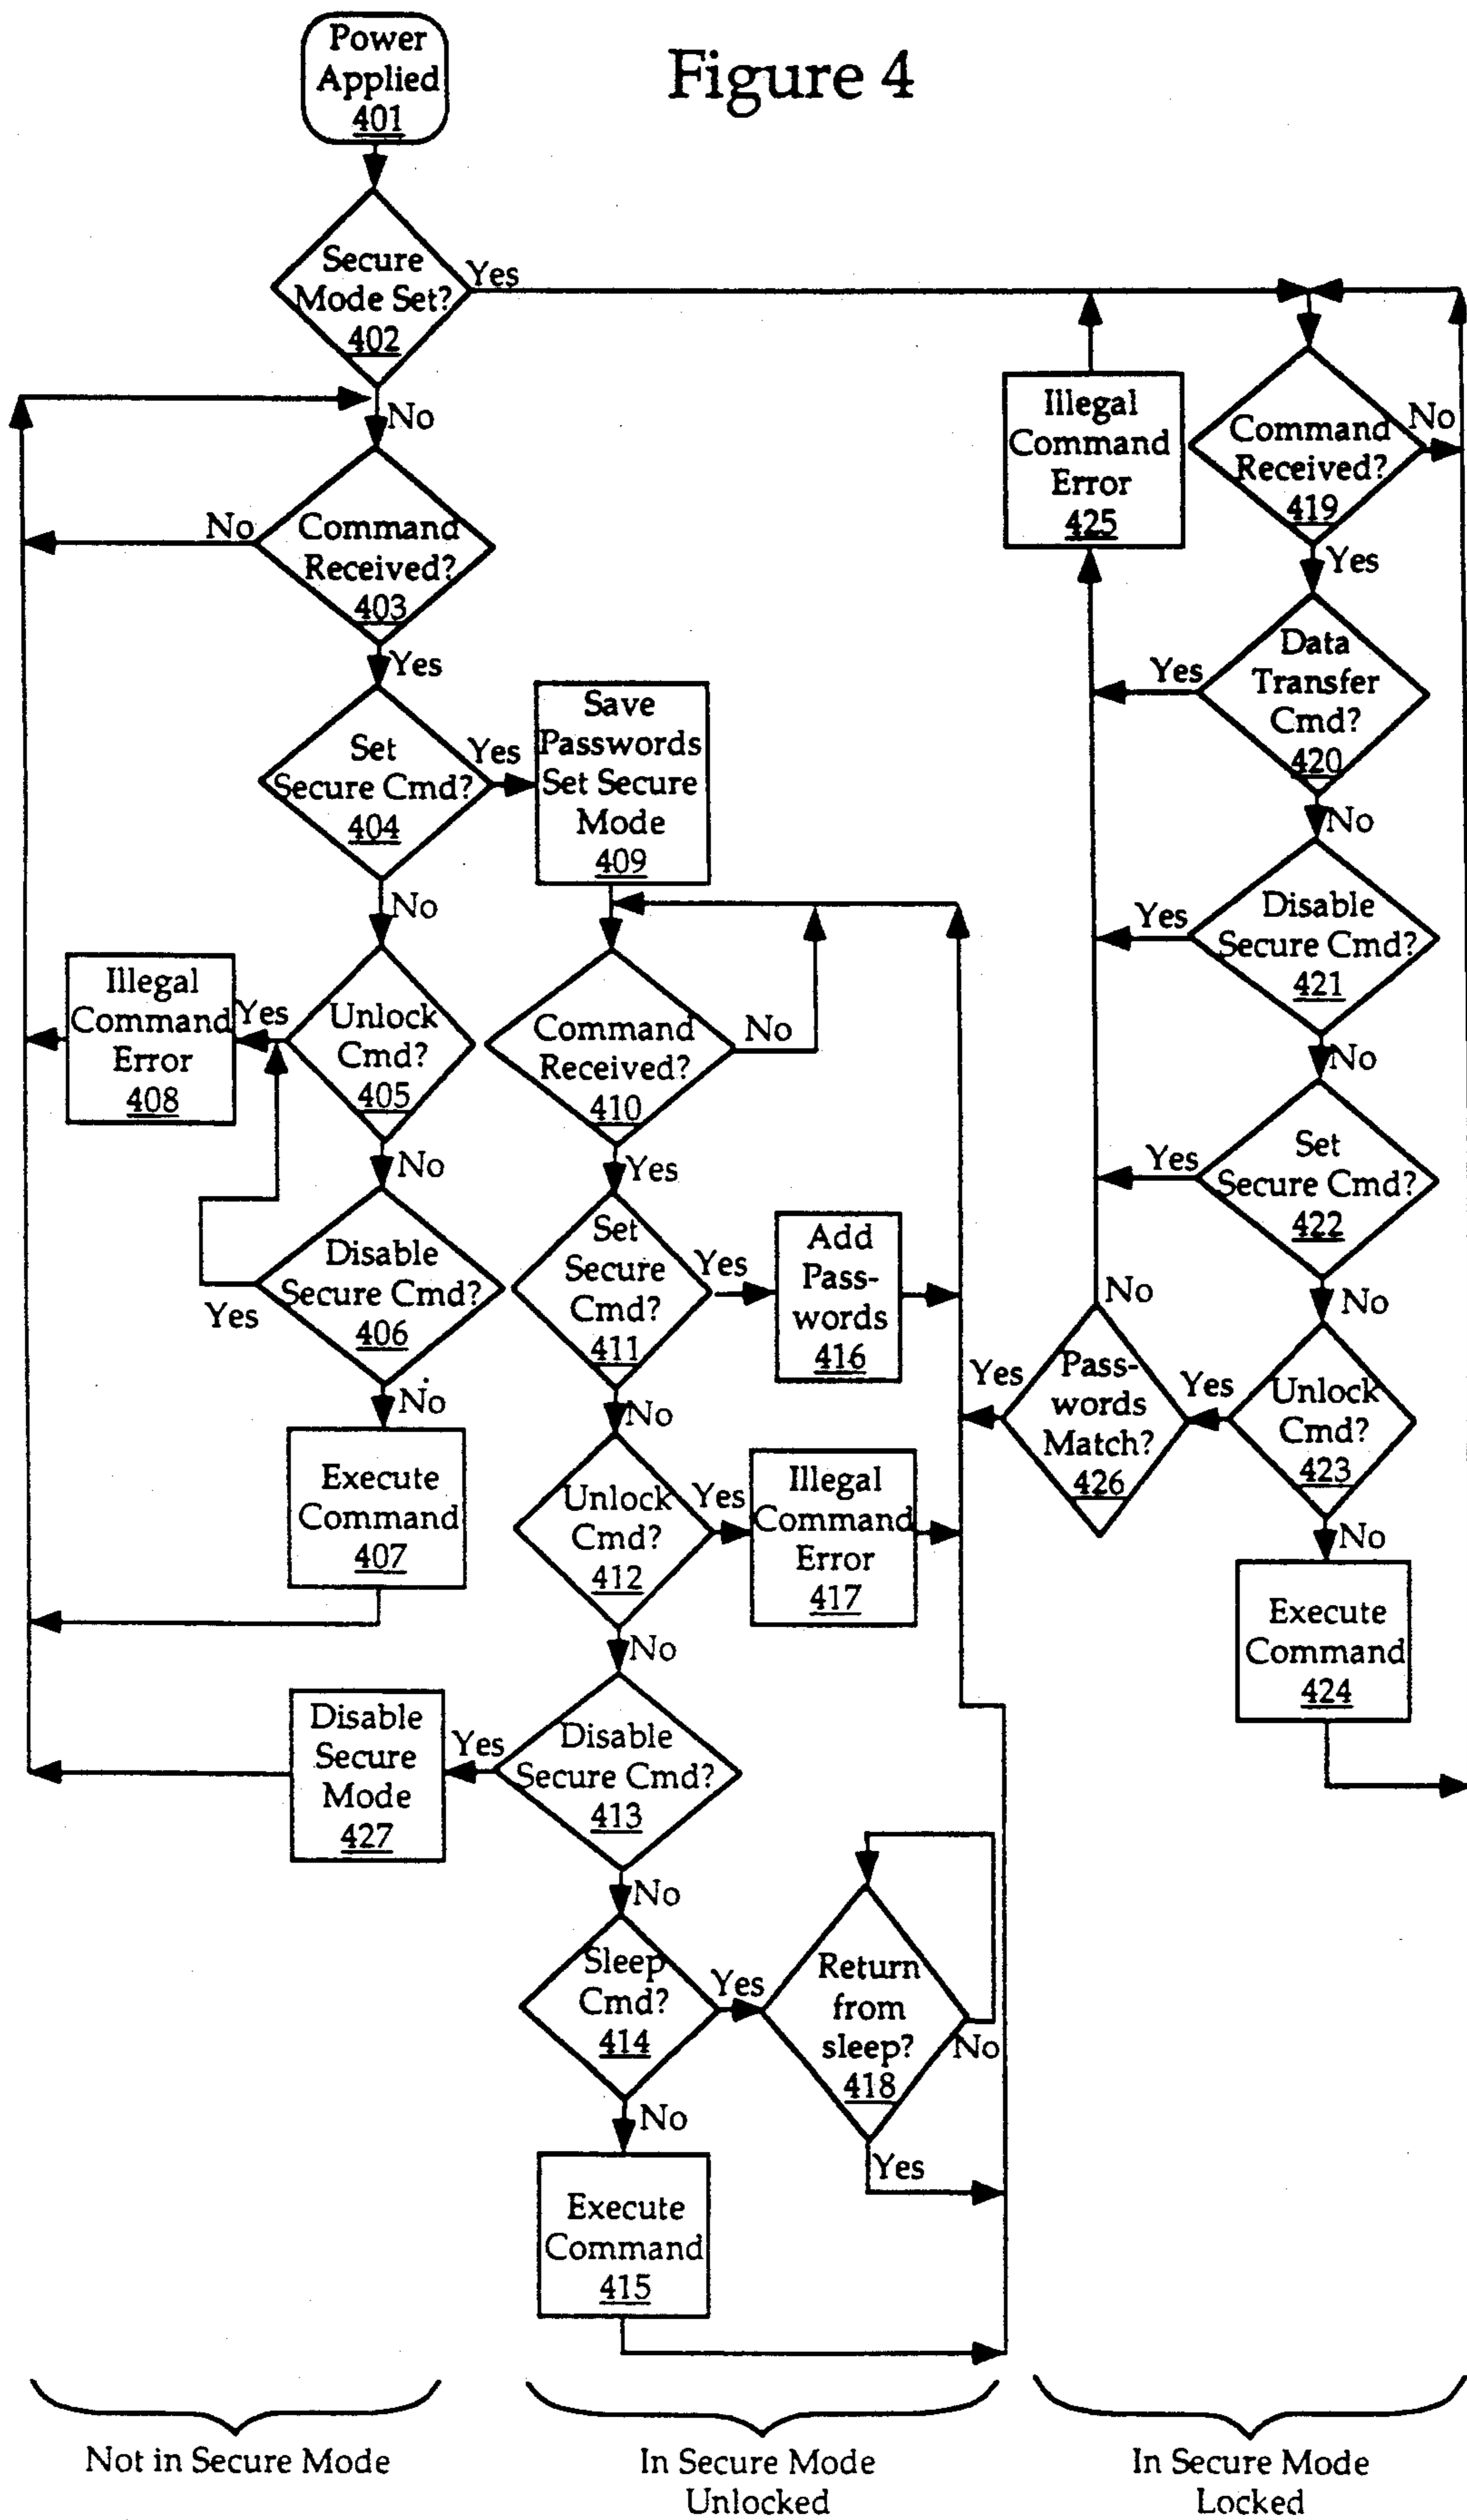 Figure 4
Power
Applied
401
Secure
Mode Set?
402
Yes
No
Command
Received?
403
No
Yes
Set
Secure Cmd?
404
Yes
No
Unlock
Cmd?
405
Yes
No
Illegal
Command
Error
408
Disable
Secure Cmd?
406
Yes
No
Execute
Command
407
Save
Passwords
Set Secure
Mode
409
Command
Received?
410
No
Yes
Set
Secure
Cmd?
411
Yes
No
Add
Pass-
words
416
Unlock
Cmd?
412
Yes
No
Illegal
Command
Error
417
Disable
Secure Cmd?
413
Yes
No
Disable
Secure
Mode
427
Sleep
Cmd?
414
Yes
No
Return
from
sleep?
418
No
Yes
Execute
Command
415
Illegal
Command
Error
425
Command
Received?
419
No
Yes
Data
Transfer
Cmd?
420
Yes
No
Disable
Secure Cmd?
421
Yes
No
Set
Secure Cmd?
422
Yes
No
Unlock
Cmd?
423
Yes
No
Pass-
words
Match?
426
No
Yes
Execute
Command
424
Not in Secure Mode
In Secure Mode
Unlocked
In Secure Mode
Locked